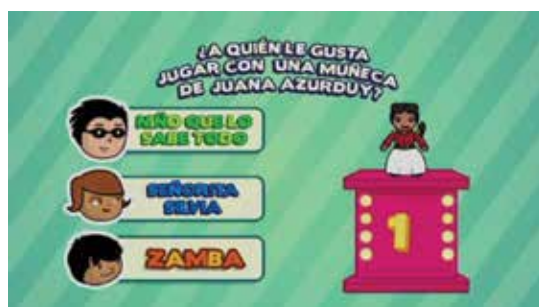 ¿A QUIÉN LE GUSTA
JUGAR CON UNA MUÑECA
DE JUANA AZURDUY?
NIÑO QUE LO
SABE TODO
SEÑORITA
SILVIA
ZAMBA
1